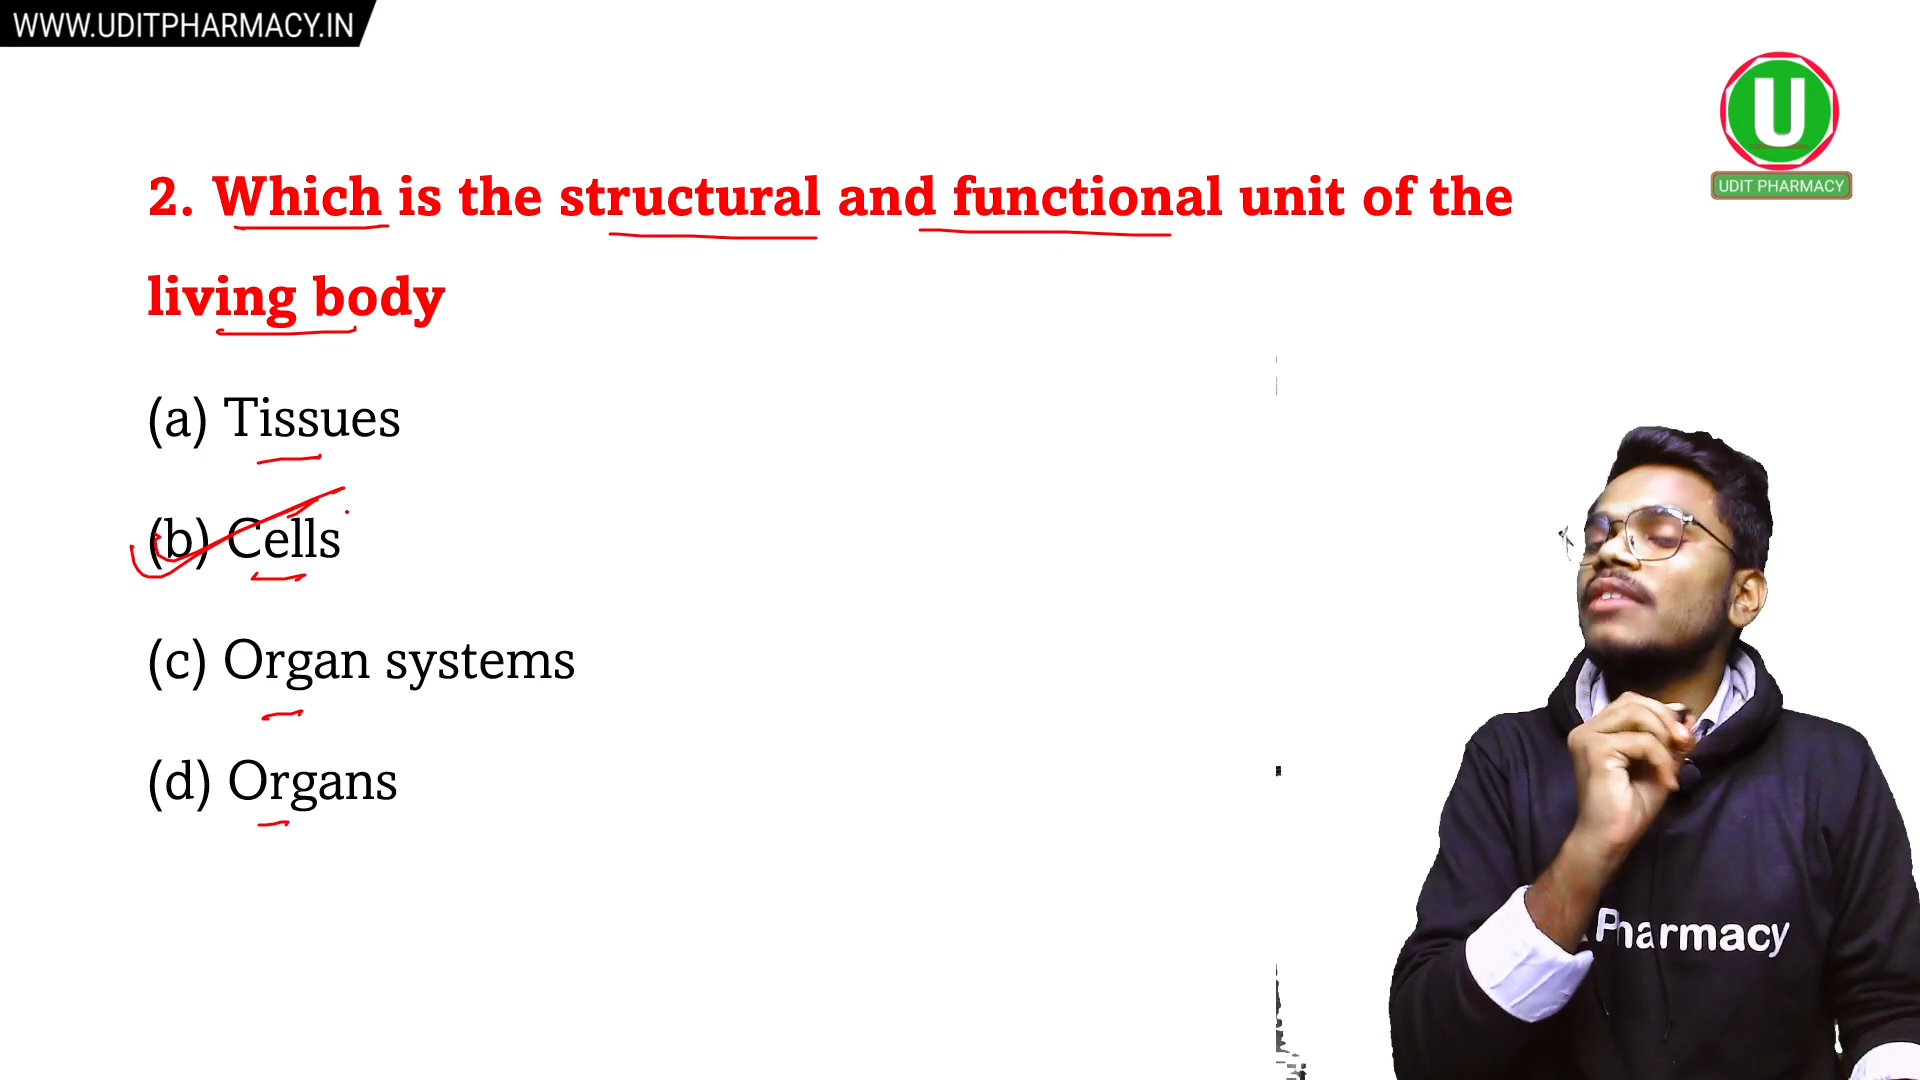 WWW.UDITPHARMACY.IN
U
UDIT PHARMACY
2. Which is the structural and functional unit of the
living body
(a) Tissues
(b) Cells
(c) Organ systems
(d) Organs
Pharmacy